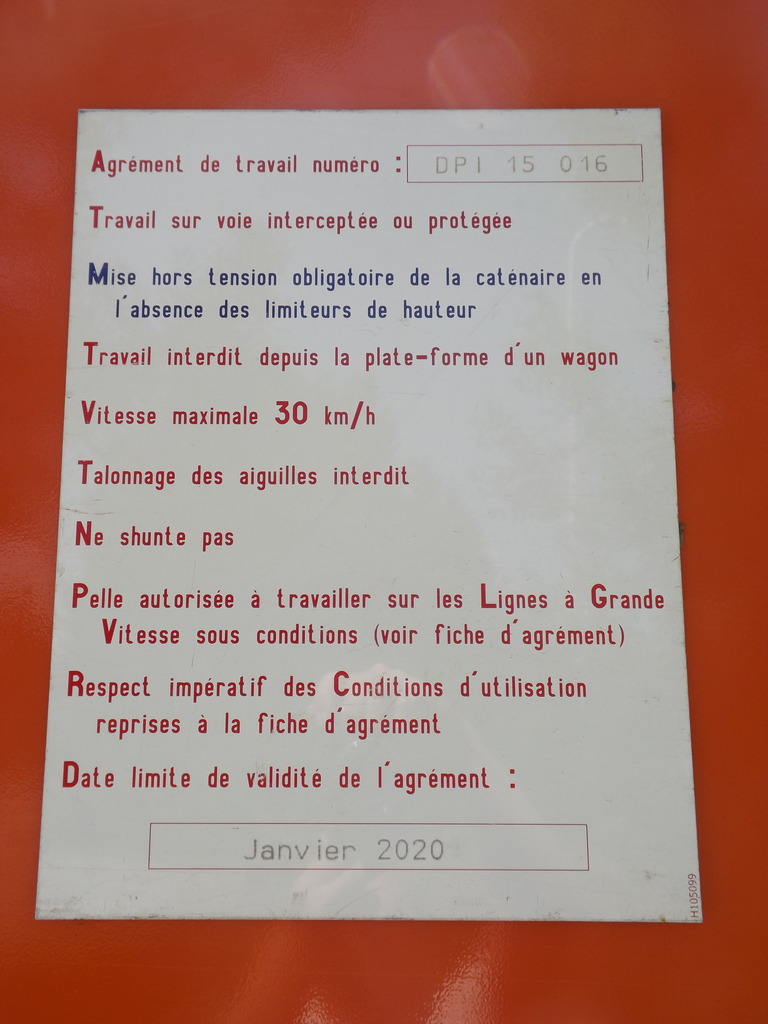 Agrément de travail numéro : DPI 15 016
Travail sur voie interceptée ou protégée
Mise hors tension obligatoire de la caténaire en
l'absence des limiteurs de hauteur
Travail interdit depuis la plate-forme d'un wagon
Vitesse maximale 30 km/h
Talonnage des aiguilles interdit
Ne shunte pas
Pelle autorisée à travailler sur les Lignes à Grande
Vitesse sous conditions (voir fiche d'agrément)
Respect impératif des Conditions d'utilisation
reprises à la fiche d'agrément
Date limite de validité de l'agrément :
Janvier 2020
H105099